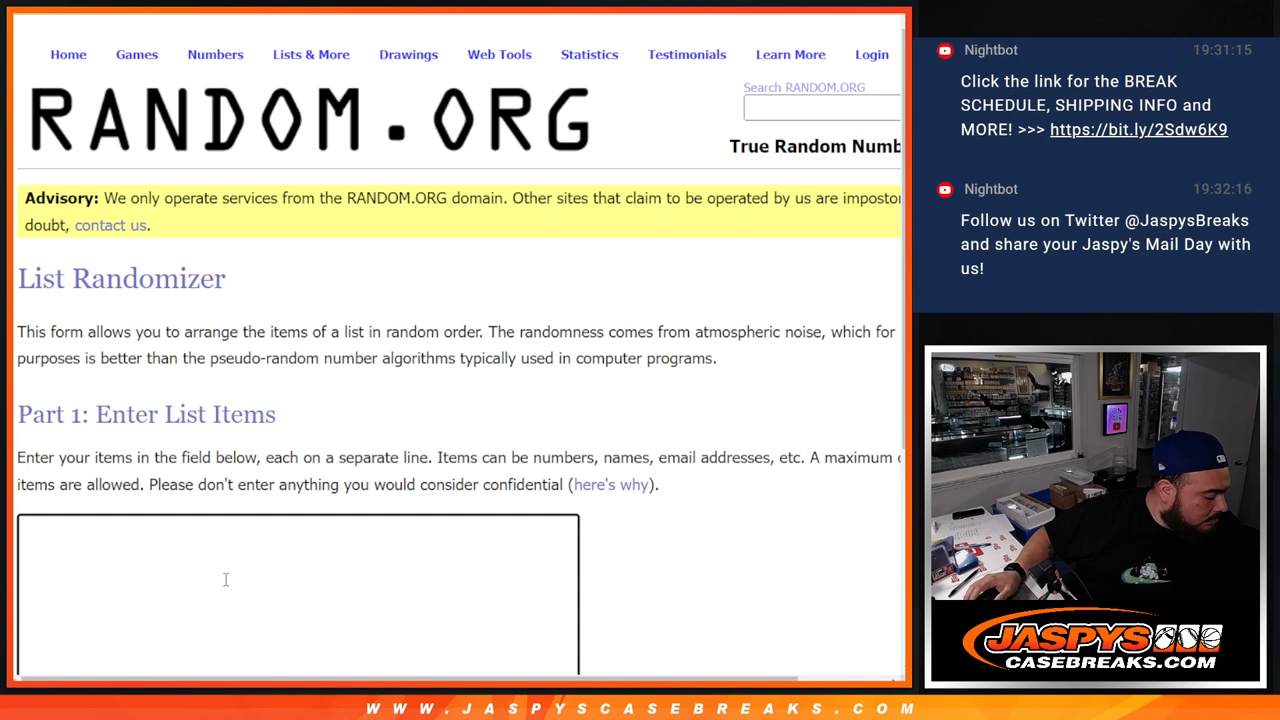 Home Games Numbers Lists & More Drawings Web Tools Statistics Testimonials Learn More Login
RANDOM.ORG
Search RANDOM.ORG
True Random Numb
Advisory: We only operate services from the RANDOM.ORG domain. Other sites that claim to be operated by us are impostor
doubt, contact us.
List Randomizer
This form allows you to arrange the items of a list in random order. The randomness comes from atmospheric noise, which for
purposes is better than the pseudo-random number algorithms typically used in computer programs.
Part 1: Enter List Items
Enter your items in the field below, each on a separate line. Items can be numbers, names, email addresses, etc. A maximum
items are allowed. Please don't enter anything you would consider confidential (here's why).
Nightbot 19:31:15
Click the link for the BREAK
SCHEDULE, SHIPPING INFO and
MORE! >>> https://bit.ly/2Sdw6K9
Nightbot 19:32:16
Follow us on Twitter @JaspysBreaks
and share your Jaspy's Mail Day with
us!
JASPYS
CASEBREAKS.COM
WWW.JASPYSCASEBREAKS.COM